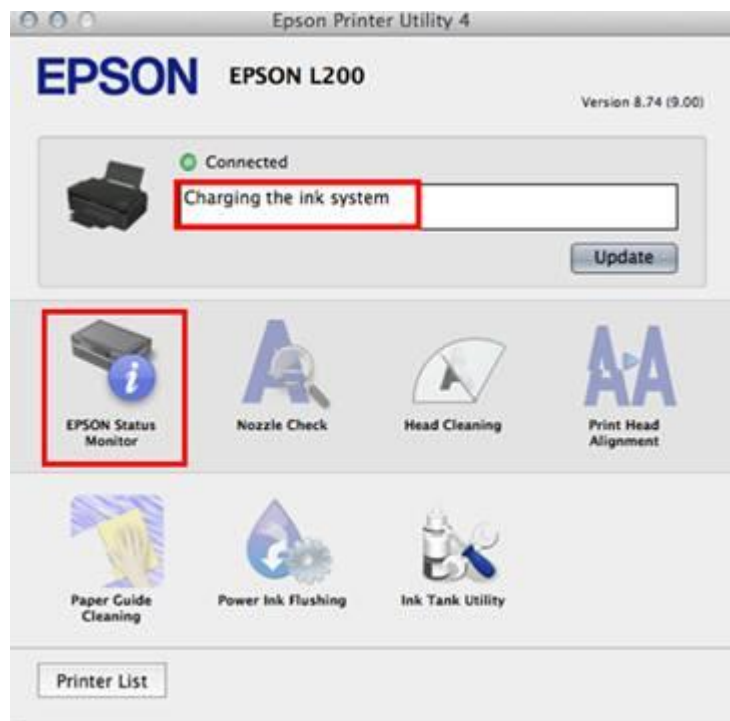 Epson Printer Utility 4
EPSON
EPSON L200
Version 8.74 (9.00)
Connected
Charging the ink system
Update
EPSON Status
Monitor
Nozzle Check
Head Cleaning
Print Head
Alignment
Paper Guide
Cleaning
Power Ink Flushing
Ink Tank Utility
Printer List